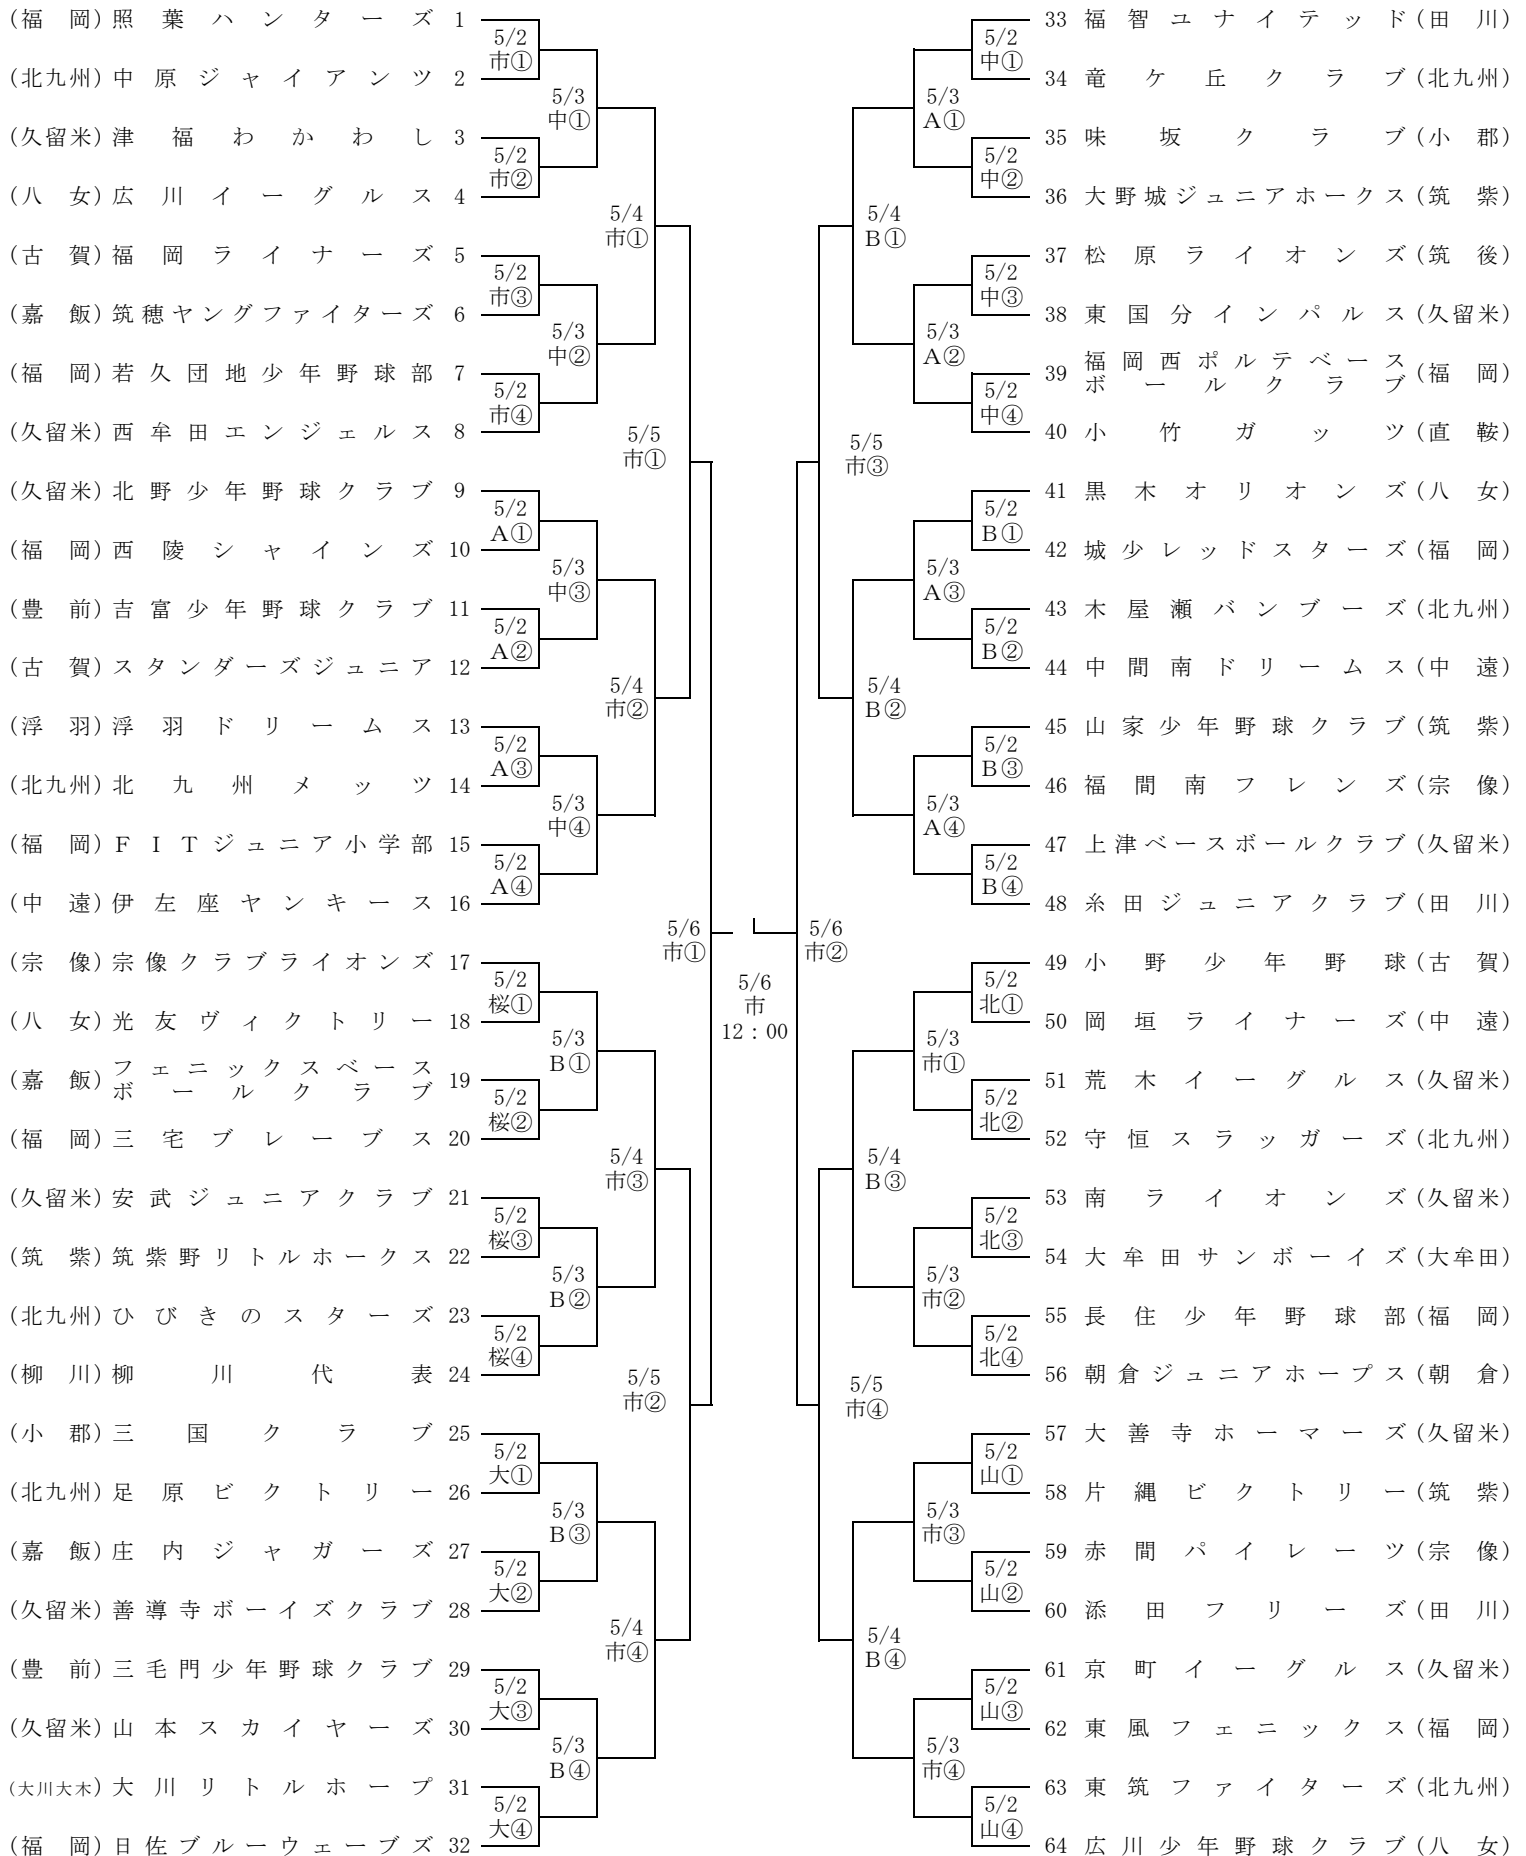 (福岡) 照葉ハンターズ 1
5/2
市①
(北九州) 中原ジャイアンツ 2
5/3
中①
(久留米) 津福わかわし 3
5/2
市②
(八女) 広川イーグルス 4
5/4
市①
(古賀) 福岡ライナーズ 5
5/2
市③
(嘉飯) 筑穂ヤングファイターズ 6
5/3
中②
(福岡) 若久団地少年野球部 7
5/2
市④
(久留米) 西牟田エンジェルス 8
5/5
市①
(久留米) 北野少年野球クラブ 9
5/2
A①
(福岡) 西陵シャインズ 10
5/3
中③
(豊前) 吉富少年野球クラブ 11
5/2
A②
(古賀) スタンダーズジュニア 12
5/4
市②
(浮羽) 浮羽ドリームス 13
5/2
A③
(北九州) 北九州メッツ 14
5/3
中④
(福岡) FITジュニア小学部 15
5/2
A④
(中遠) 伊左座ヤンキース 16
5/6
市①
(宗像) 宗像クラブライオンズ 17
5/2
桜①
(八女) 光友ヴィクトリー 18
5/3
B①
(嘉飯) フェニックスベース
ボールクラブ 19
5/2
桜②
(福岡) 三宅ブレーブス 20
5/4
市③
(久留米) 安武ジュニアクラブ 21
5/2
桜③
(筑紫) 筑紫野リトルホークス 22
5/3
B②
(北九州) ひびきのスターズ 23
5/2
桜④
(柳川) 柳川代表 24
5/5
市②
(小郡) 三国クラブ 25
5/2
大①
(北九州) 足原ビクトリー 26
5/3
B③
(嘉飯) 庄内ジャガーズ 27
5/2
大②
(久留米) 善導寺ボーイズクラブ 28
5/4
市④
(豊前) 三毛門少年野球クラブ 29
5/2
大③
(久留米) 山本スカイヤーズ 30
5/3
B④
(大川大木) 大川リトルホープ 31
5/2
大④
(福岡) 日佐ブルーウェーブズ 32
5/6
市
12：00
33 福智ユナイテッド (田川)
5/2
中①
34 竜ケ丘クラブ (北九州)
5/3
A①
35 味坂クラブ (小郡)
5/2
中②
36 大野城ジュニアホークス (筑紫)
5/4
B①
37 松原ライオンズ (筑後)
5/2
中③
38 東国分インパルス (久留米)
5/3
A②
39 福岡西ポルテベース
ボールクラブ (福岡)
5/2
中④
40 小竹ガッツ (直鞍)
5/5
市③
41 黒木オリオンズ (八女)
5/2
B①
42 城少レッドスターズ (福岡)
5/3
A③
43 木屋瀬バンブーズ (北九州)
5/2
B②
44 中間南ドリームス (中遠)
5/4
B②
45 山家少年野球クラブ (筑紫)
5/2
B③
46 福間南フレンズ (宗像)
5/3
A④
47 上津ベースボールクラブ (久留米)
5/2
B④
48 糸田ジュニアクラブ (田川)
5/6
市②
49 小野少年野球 (古賀)
5/2
北①
50 岡垣ライナーズ (中遠)
5/3
市①
51 荒木イーグルス (久留米)
5/2
北②
52 守恒スラッガーズ (北九州)
5/4
B③
53 南ライオンズ (久留米)
5/2
北③
54 大牟田サンボーイズ (大牟田)
5/3
市②
55 長住少年野球部 (福岡)
5/2
北④
56 朝倉ジュニアホープス (朝倉)
5/5
市④
57 大善寺ホーマーズ (久留米)
5/2
山①
58 片縄ビクトリー (筑紫)
5/3
市③
59 赤間パイレーツ (宗像)
5/2
山②
60 添田フリーズ (田川)
5/4
B④
61 京町イーグルス (久留米)
5/2
山③
62 東風フェニックス (福岡)
5/3
市④
63 東筑ファイターズ (北九州)
5/2
山④
64 広川少年野球クラブ (八女)